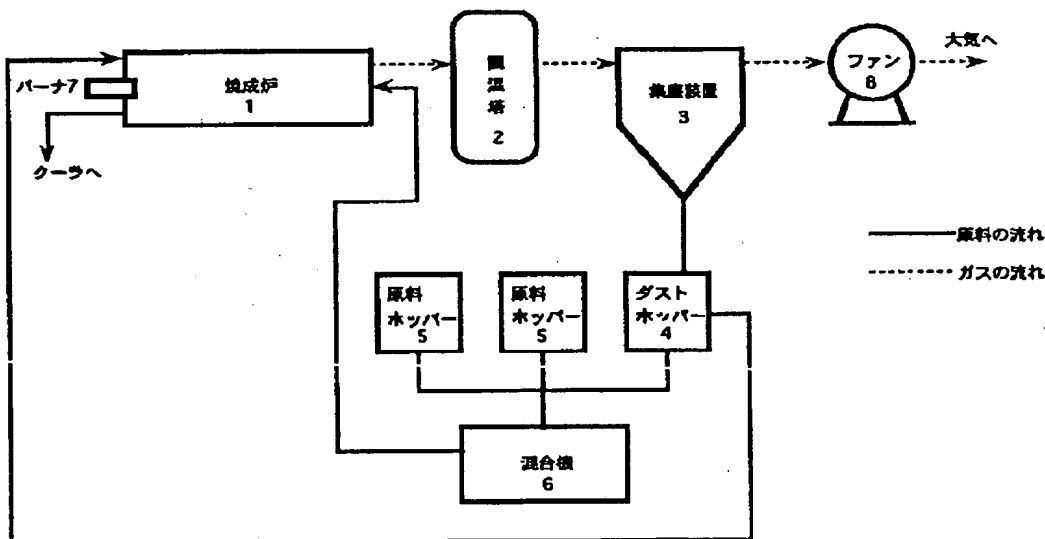 大気へ
バーナ7
焼成炉
1
調
温
塔
2
集塵装置
3
ファン
8
クーラへ
原料の流れ
ガスの流れ
原料
ホッパー
5
原料
ホッパー
5
ダスト
ホッパー
4
混合機
6